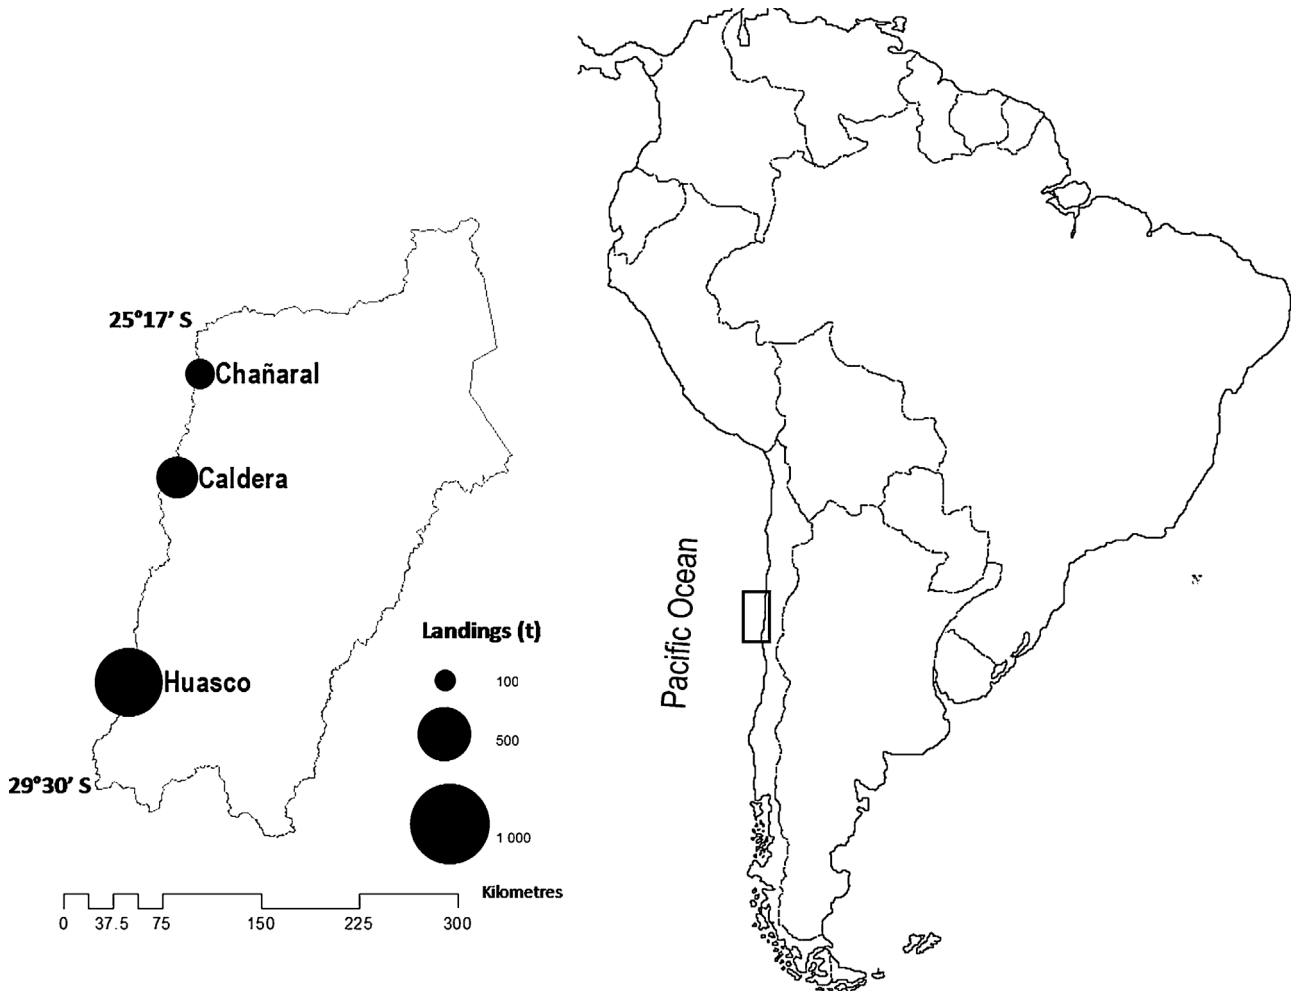 25°17' S
Chañaral
Caldera
Huasco
29°30' S
Landings (t)
100
500
1 000
Kilometres
0 37.5 75 150 225 300
Pacific Ocean
N